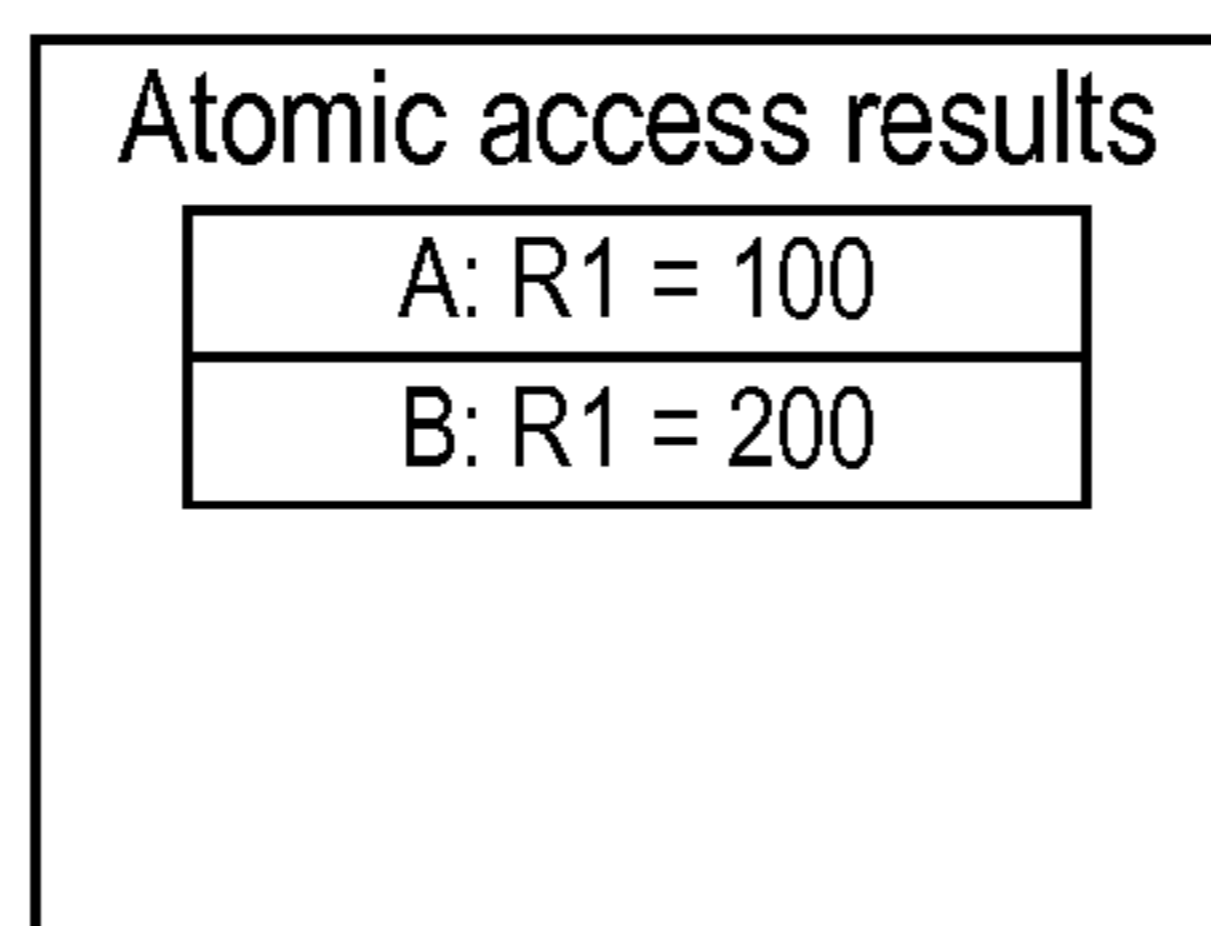 Atomic access results
A: R1 = 100
B: R1 = 200